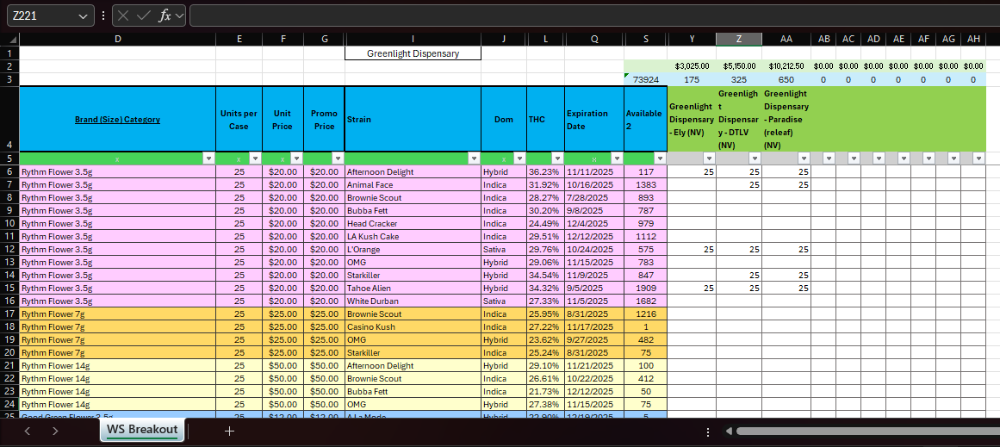 Z221
fx
D E F G I J L Q S Y Z AA AB AC AD AE AF AG AH
1 Greenlight Dispensary
2 $3,025.00 $5,150.00 $10,212.50 $0.00 $0.00 $0.00 $0.00 $0.00 $0.00 $0.00
3 73924 175 325 650 0 0 0 0 0 0 0
4 Brand (Size) Category Units per Case Unit Price Promo Price Strain Dom THC Expiration Date Available 2 Greenlight Dispensary - Ely (NV) Greenlight Dispensary - DTLV (NV) Greenlight Dispensary - Paradise (releaf) (NV)
5 x x x x x
6 Rythm Flower 3.5g 25 $20.00 $20.00 Afternoon Delight Hybrid 36.23% 11/11/2025 117 25 25 25
7 Rythm Flower 3.5g 25 $20.00 $20.00 Animal Face Indica 31.92% 10/16/2025 1383 25 25
8 Rythm Flower 3.5g 25 $20.00 $20.00 Brownie Scout Indica 28.27% 7/28/2025 893
9 Rythm Flower 3.5g 25 $20.00 $20.00 Bubba Fett Indica 30.20% 9/8/2025 787
10 Rythm Flower 3.5g 25 $20.00 $20.00 Head Cracker Indica 24.49% 12/4/2025 979
11 Rythm Flower 3.5g 25 $20.00 $20.00 LA Kush Cake Indica 29.51% 12/12/2025 1112
12 Rythm Flower 3.5g 25 $20.00 $20.00 L'Orange Sativa 29.76% 10/24/2025 575 25 25 25
13 Rythm Flower 3.5g 25 $20.00 $20.00 OMG Hybrid 29.06% 11/15/2025 783
14 Rythm Flower 3.5g 25 $20.00 $20.00 Starkiller Hybrid 34.54% 11/9/2025 847 25 25
15 Rythm Flower 3.5g 25 $20.00 $20.00 Tahoe Alien Hybrid 34.32% 9/5/2025 1909 25 25 25
16 Rythm Flower 3.5g 25 $20.00 $20.00 White Durban Sativa 27.33% 11/5/2025 1682
17 Rythm Flower 7g 25 $25.00 $25.00 Brownie Scout Indica 25.95% 8/31/2025 1216
18 Rythm Flower 7g 25 $25.00 $25.00 Casino Kush Indica 27.22% 11/17/2025 1
19 Rythm Flower 7g 25 $25.00 $25.00 OMG Hybrid 23.62% 9/27/2025 482
20 Rythm Flower 7g 25 $25.00 $25.00 Starkiller Indica 25.24% 8/31/2025 75
21 Rythm Flower 14g 25 $50.00 $50.00 Afternoon Delight Hybrid 29.10% 11/21/2025 100
22 Rythm Flower 14g 25 $50.00 $50.00 Brownie Scout Indica 26.61% 10/22/2025 412
23 Rythm Flower 14g 25 $50.00 $50.00 Bubba Fett Indica 21.73% 12/12/2025 50
24 Rythm Flower 14g 25 $50.00 $50.00 OMG Hybrid 27.38% 11/15/2025 75
25 Good Green Flower 3.5g 25 $12.00 $12.00 A La Mode Hybrid 22.90% 12/19/2025 5
WS Breakout